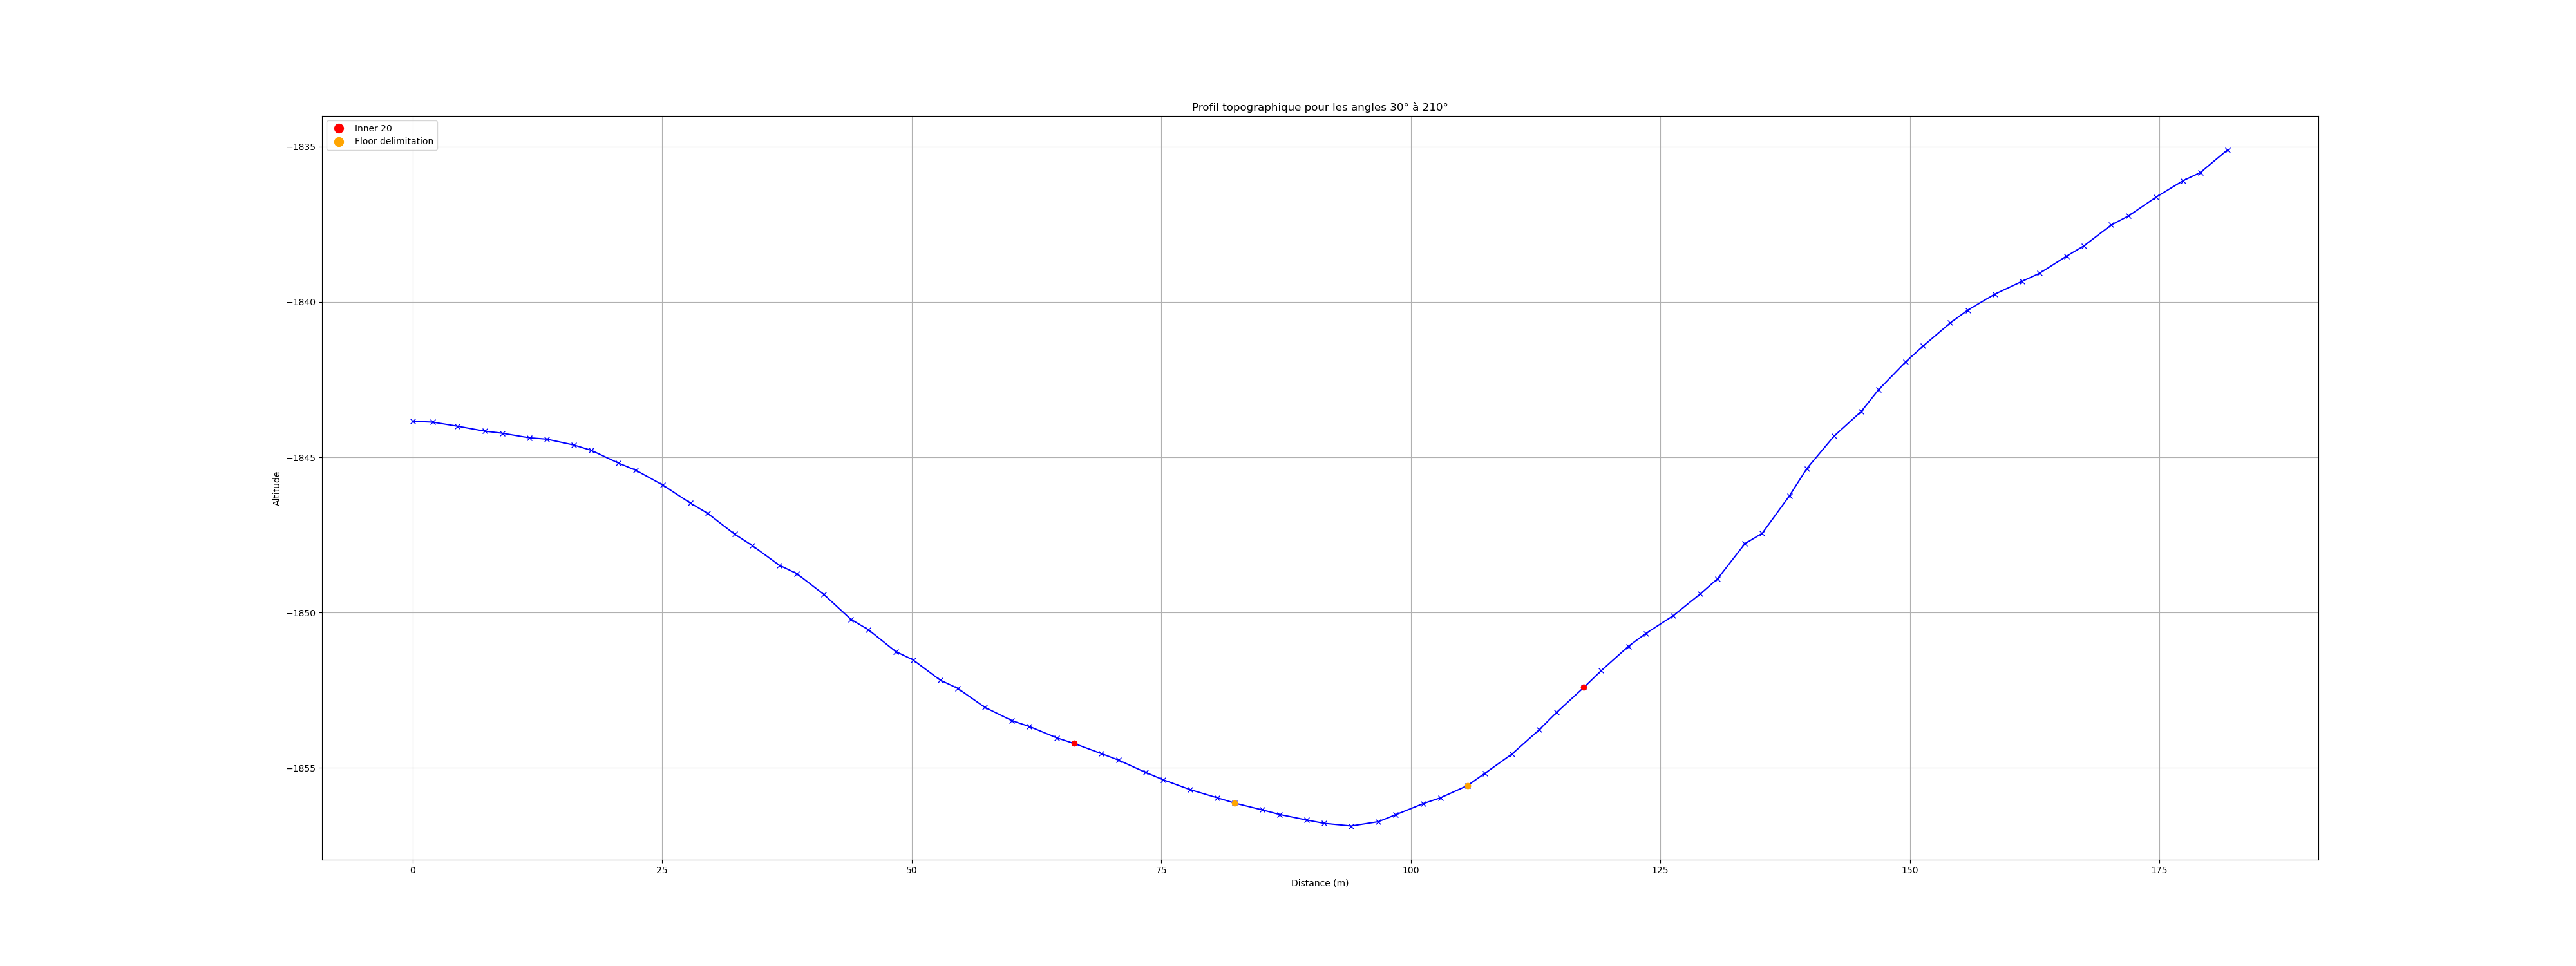 Profil topographique pour les angles 30° à 210°
Inner 20
Floor delimitation
−1835
−1840
−1845
−1850
−1855
Altitude
0 25 50 75 100 125 150 175
Distance (m)